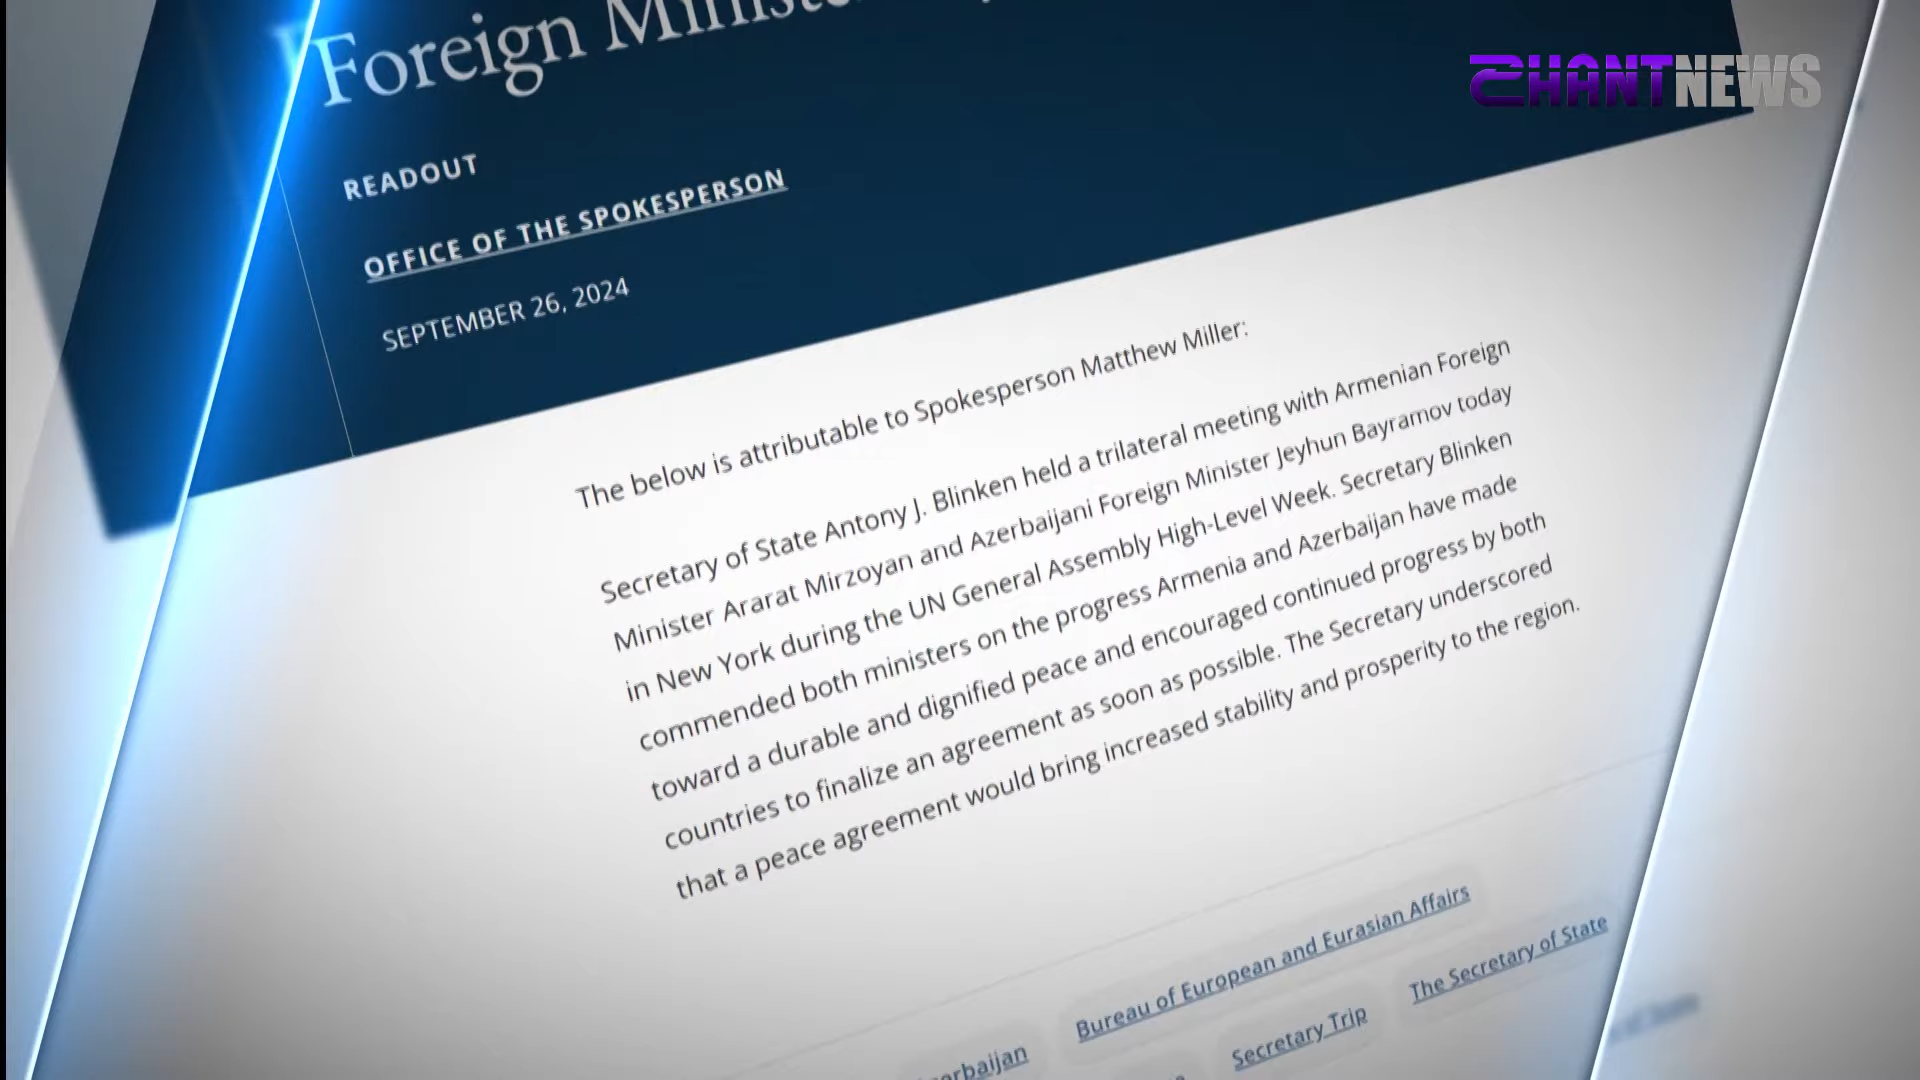 Foreign
SHANTNEWS
READOUT
OFFICE OF THE SPOKESPERSON
SEPTEMBER 26, 2024
The below is attributable to Spokesperson Matthew Miller:
Secretary of State Antony J. Blinken held a trilateral meeting with Armenian Foreign
Minister Ararat Mirzoyan and Azerbaijani Foreign Minister Jeyhun Bayramov today
in New York during the UN General Assembly High-Level Week. Secretary Blinken
commended both ministers on the progress Armenia and Azerbaijan have made
toward a durable and dignified peace and encouraged continued progress by both
countries to finalize an agreement as soon as possible. The Secretary underscored
that a peace agreement would bring increased stability and prosperity to the region.
Bureau of European and Eurasian Affairs
Secretary Trip
The Secretary of State